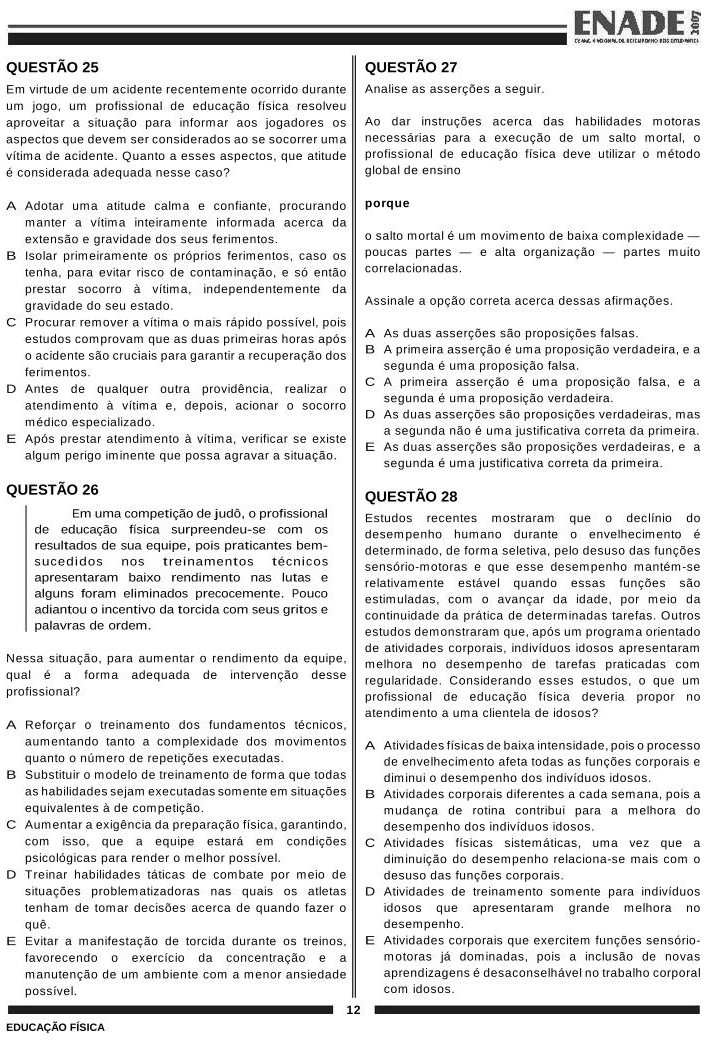 ENADE 2007
EXAME NACIONAL DE DESEMPENHO DOS ESTUDANTES
QUESTÃO 25
Em virtude de um acidente recentemente ocorrido durante
um jogo, um profissional de educação física resolveu
aproveitar a situação para informar aos jogadores os
aspectos que devem ser considerados ao se socorrer uma
vítima de acidente. Quanto a esses aspectos, que atitude
é considerada adequada nesse caso?
A Adotar uma atitude calma e confiante, procurando
manter a vítima inteiramente informada acerca da
extensão e gravidade dos seus ferimentos.
B Isolar primeiramente os próprios ferimentos, caso os
tenha, para evitar risco de contaminação, e só então
prestar socorro à vítima, independentemente da
gravidade do seu estado.
C Procurar remover a vítima o mais rápido possível, pois
estudos comprovam que as duas primeiras horas após
o acidente são cruciais para garantir a recuperação dos
ferimentos.
D Antes de qualquer outra providência, realizar o
atendimento à vítima e, depois, acionar o socorro
médico especializado.
E Após prestar atendimento à vítima, verificar se existe
algum perigo iminente que possa agravar a situação.
QUESTÃO 26
Em uma competição de judô, o profissional
de educação física surpreendeu-se com os
resultados de sua equipe, pois praticantes bem-
sucedidos nos treinamentos técnicos
apresentaram baixo rendimento nas lutas e
alguns foram eliminados precocemente. Pouco
adiantou o incentivo da torcida com seus gritos e
palavras de ordem.
Nessa situação, para aumentar o rendimento da equipe,
qual é a forma adequada de intervenção desse
profissional?
A Reforçar o treinamento dos fundamentos técnicos,
aumentando tanto a complexidade dos movimentos
quanto o número de repetições executadas.
B Substituir o modelo de treinamento de forma que todas
as habilidades sejam executadas somente em situações
equivalentes à de competição.
C Aumentar a exigência da preparação física, garantindo,
com isso, que a equipe estará em condições
psicológicas para render o melhor possível.
D Treinar habilidades táticas de combate por meio de
situações problematizadoras nas quais os atletas
tenham de tomar decisões acerca de quando fazer o
quê.
E Evitar a manifestação de torcida durante os treinos,
favorecendo o exercício da concentração e a
manutenção de um ambiente com a menor ansiedade
possível.
QUESTÃO 27
Analise as asserções a seguir.
Ao dar instruções acerca das habilidades motoras
necessárias para a execução de um salto mortal, o
profissional de educação física deve utilizar o método
global de ensino
porque
o salto mortal é um movimento de baixa complexidade —
poucas partes — e alta organização — partes muito
correlacionadas.
Assinale a opção correta acerca dessas afirmações.
A As duas asserções são proposições falsas.
B A primeira asserção é uma proposição verdadeira, e a
segunda é uma proposição falsa.
C A primeira asserção é uma proposição falsa, e a
segunda é uma proposição verdadeira.
D As duas asserções são proposições verdadeiras, mas
a segunda não é uma justificativa correta da primeira.
E As duas asserções são proposições verdadeiras, e a
segunda é uma justificativa correta da primeira.
QUESTÃO 28
Estudos recentes mostraram que o declínio do
desempenho humano durante o envelhecimento é
determinado, de forma seletiva, pelo desuso das funções
sensório-motoras e que esse desempenho mantém-se
relativamente estável quando essas funções são
estimuladas, com o avançar da idade, por meio da
continuidade da prática de determinadas tarefas. Outros
estudos demonstraram que, após um programa orientado
de atividades corporais, indivíduos idosos apresentaram
melhora no desempenho de tarefas praticadas com
regularidade. Considerando esses estudos, o que um
profissional de educação física deveria propor no
atendimento a uma clientela de idosos?
A Atividades físicas de baixa intensidade, pois o processo
de envelhecimento afeta todas as funções corporais e
diminui o desempenho dos indivíduos idosos.
B Atividades corporais diferentes a cada semana, pois a
mudança de rotina contribui para a melhora do
desempenho dos indivíduos idosos.
C Atividades físicas sistemáticas, uma vez que a
diminuição do desempenho relaciona-se mais com o
desuso das funções corporais.
D Atividades de treinamento somente para indivíduos
idosos que apresentaram grande melhora no
desempenho.
E Atividades corporais que exercitem funções sensório-
motoras já dominadas, pois a inclusão de novas
aprendizagens é desaconselhável no trabalho corporal
com idosos.
12
EDUCAÇÃO FÍSICA